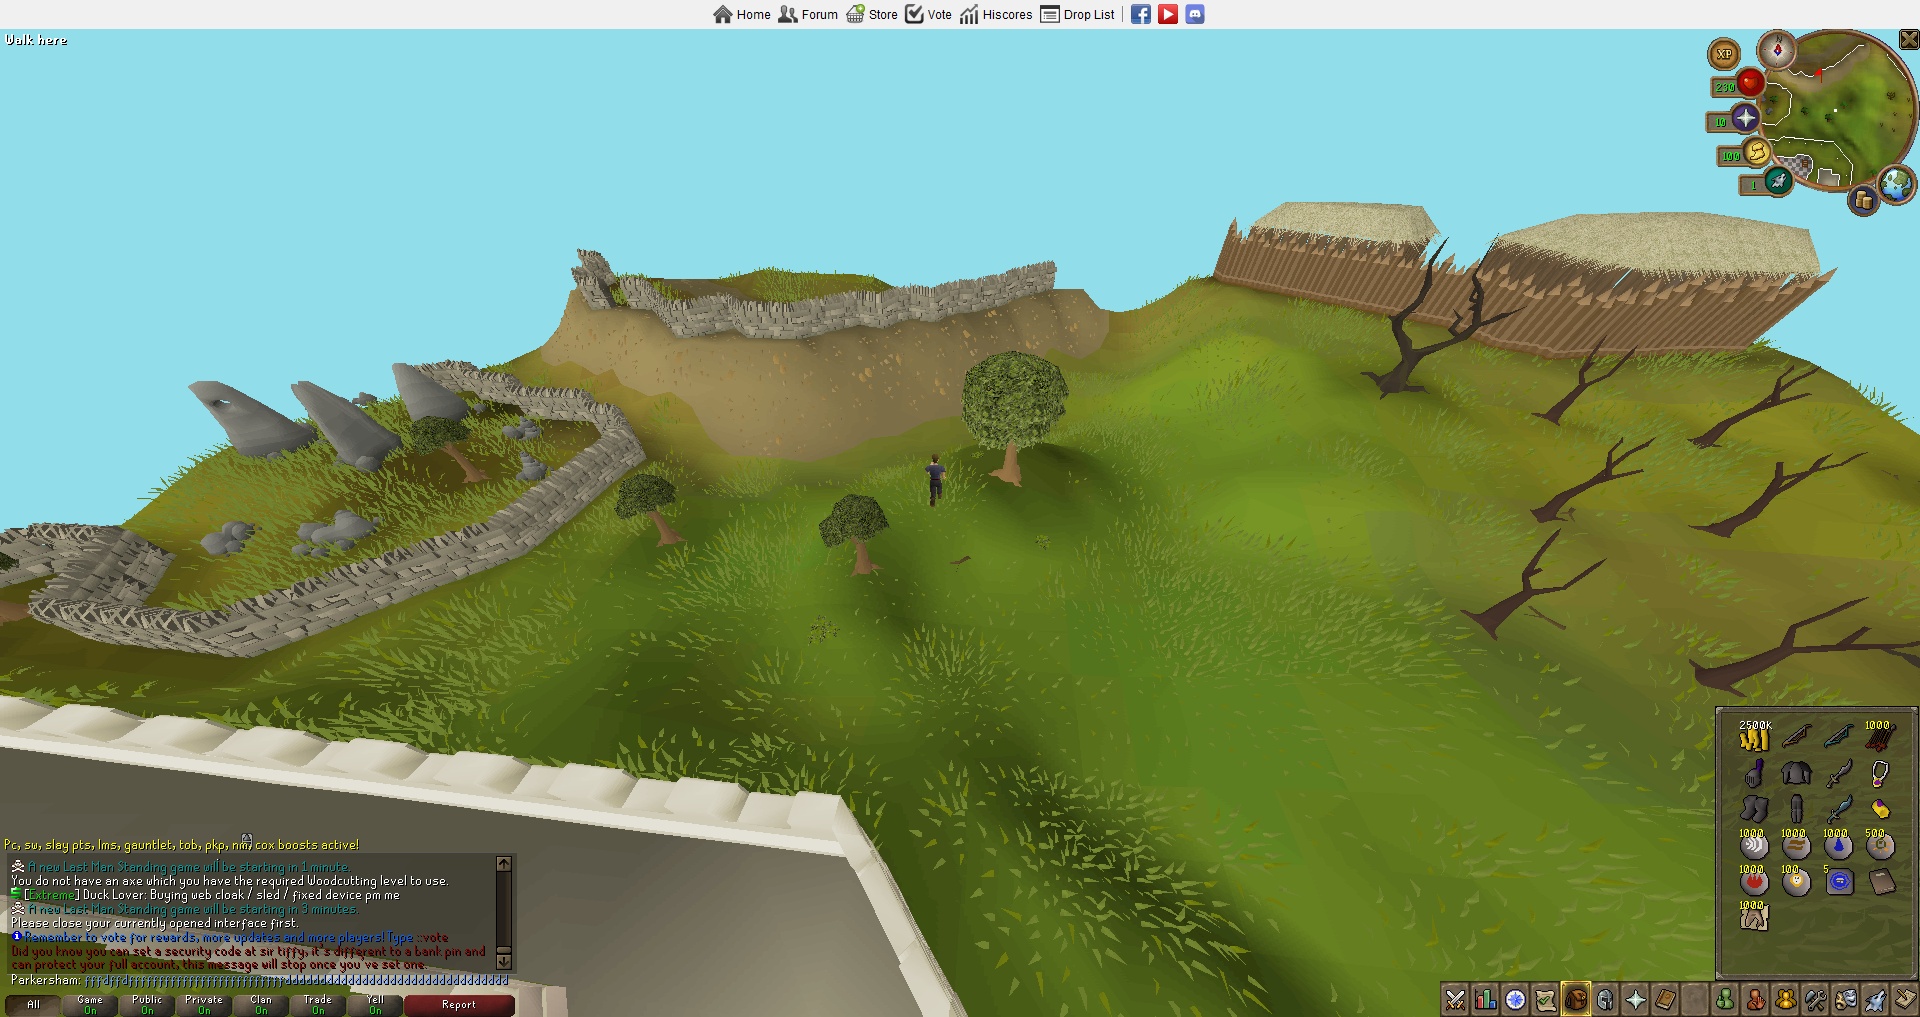 Home Forum Store Vote Hiscores Drop List
Walk here
XP
N
230
10
100
1
2500K 1000
1000 1000 1000 500
1000 100 5
1000
Pc, sw, slay pts, lms, gauntlet, tob, pkp, nm, cox boosts active!
A new Last Man Standing game will be starting in 1 minute.
You do not have an axe which you have the required Woodcutting level to use.
[Extreme] Duck Lover: Buying web cloak / sled / fixed device pm me
A new Last Man Standing game will be starting in 3 minutes.
Please close your currently opened interface first.
Remember to vote for rewards, more updates and more players! Type ::vote
Did you know you can set a security code at sir tiffy, it's different to a bank pin and
can protect your full account, this message will stop once you've set one.
Parkersham:
All Game Public Private Clan Trade Yell Report
On On On On On On